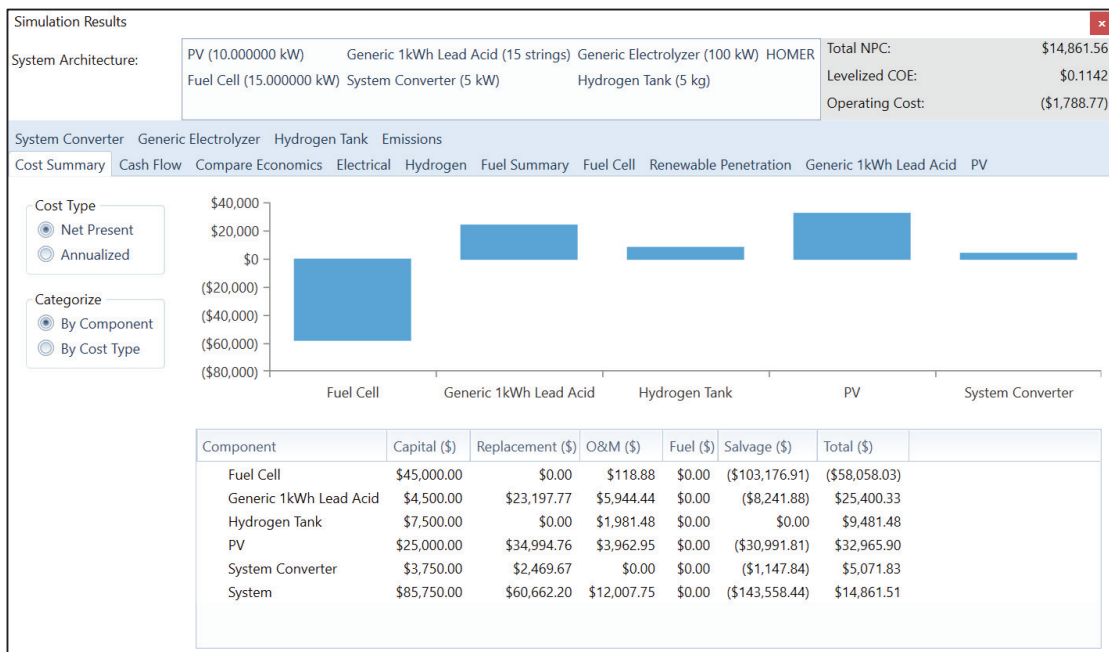 Simulation Results
×
System Architecture:
PV (10.000000 kW) Generic 1kWh Lead Acid (15 strings) Generic Electrolyzer (100 kW) HOMER
Fuel Cell (15.000000 kW) System Converter (5 kW) Hydrogen Tank (5 kg)
Total NPC: $14,861.56
Levelized COE: $0.1142
Operating Cost: ($1,788.77)
System Converter Generic Electrolyzer Hydrogen Tank Emissions
Cost Summary Cash Flow Compare Economics Electrical Hydrogen Fuel Summary Fuel Cell Renewable Penetration Generic 1kWh Lead Acid PV
Cost Type
Net Present
Annualized
Categorize
By Component
By Cost Type
$40,000
$20,000
$0
($20,000)
($40,000)
($60,000)
($80,000)
Fuel Cell Generic 1kWh Lead Acid Hydrogen Tank PV System Converter
Component Capital ($) Replacement ($) O&M ($) Fuel ($) Salvage ($) Total ($)
Fuel Cell $45,000.00 $0.00 $118.88 $0.00 ($103,176.91) ($58,058.03)
Generic 1kWh Lead Acid $4,500.00 $23,197.77 $5,944.44 $0.00 ($8,241.88) $25,400.33
Hydrogen Tank $7,500.00 $0.00 $1,981.48 $0.00 $0.00 $9,481.48
PV $25,000.00 $34,994.76 $3,962.95 $0.00 ($30,991.81) $32,965.90
System Converter $3,750.00 $2,469.67 $0.00 $0.00 ($1,147.84) $5,071.83
System $85,750.00 $60,662.20 $12,007.75 $0.00 ($143,558.44) $14,861.51